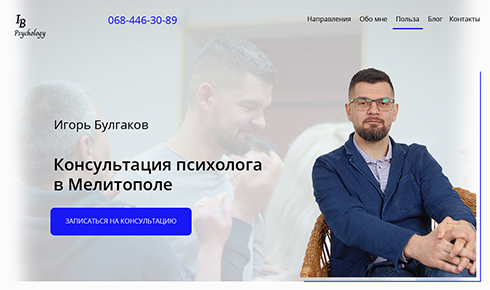 IB
Psychology
068-446-30-89
Направления Обо мне Польза Блог Контакты
Игорь Булгаков
Консультация психолога
в Мелитополе
ЗАПИСАТЬСЯ НА КОНСУЛЬТАЦИЮ